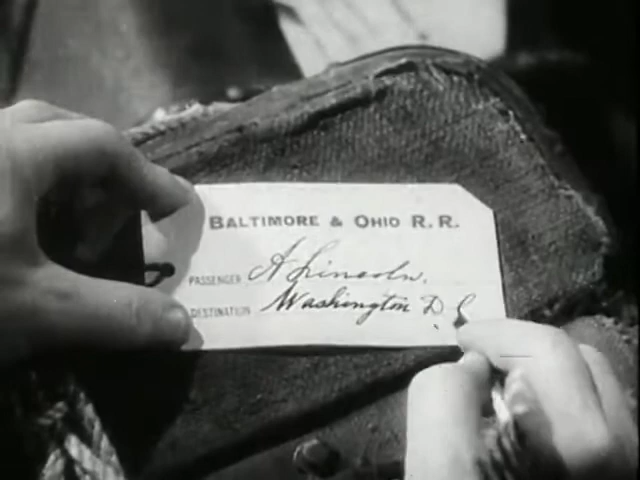 BALTIMORE & OHIO R. R.
PASSENGER A Lincoln.
DESTINATION Washington D. C